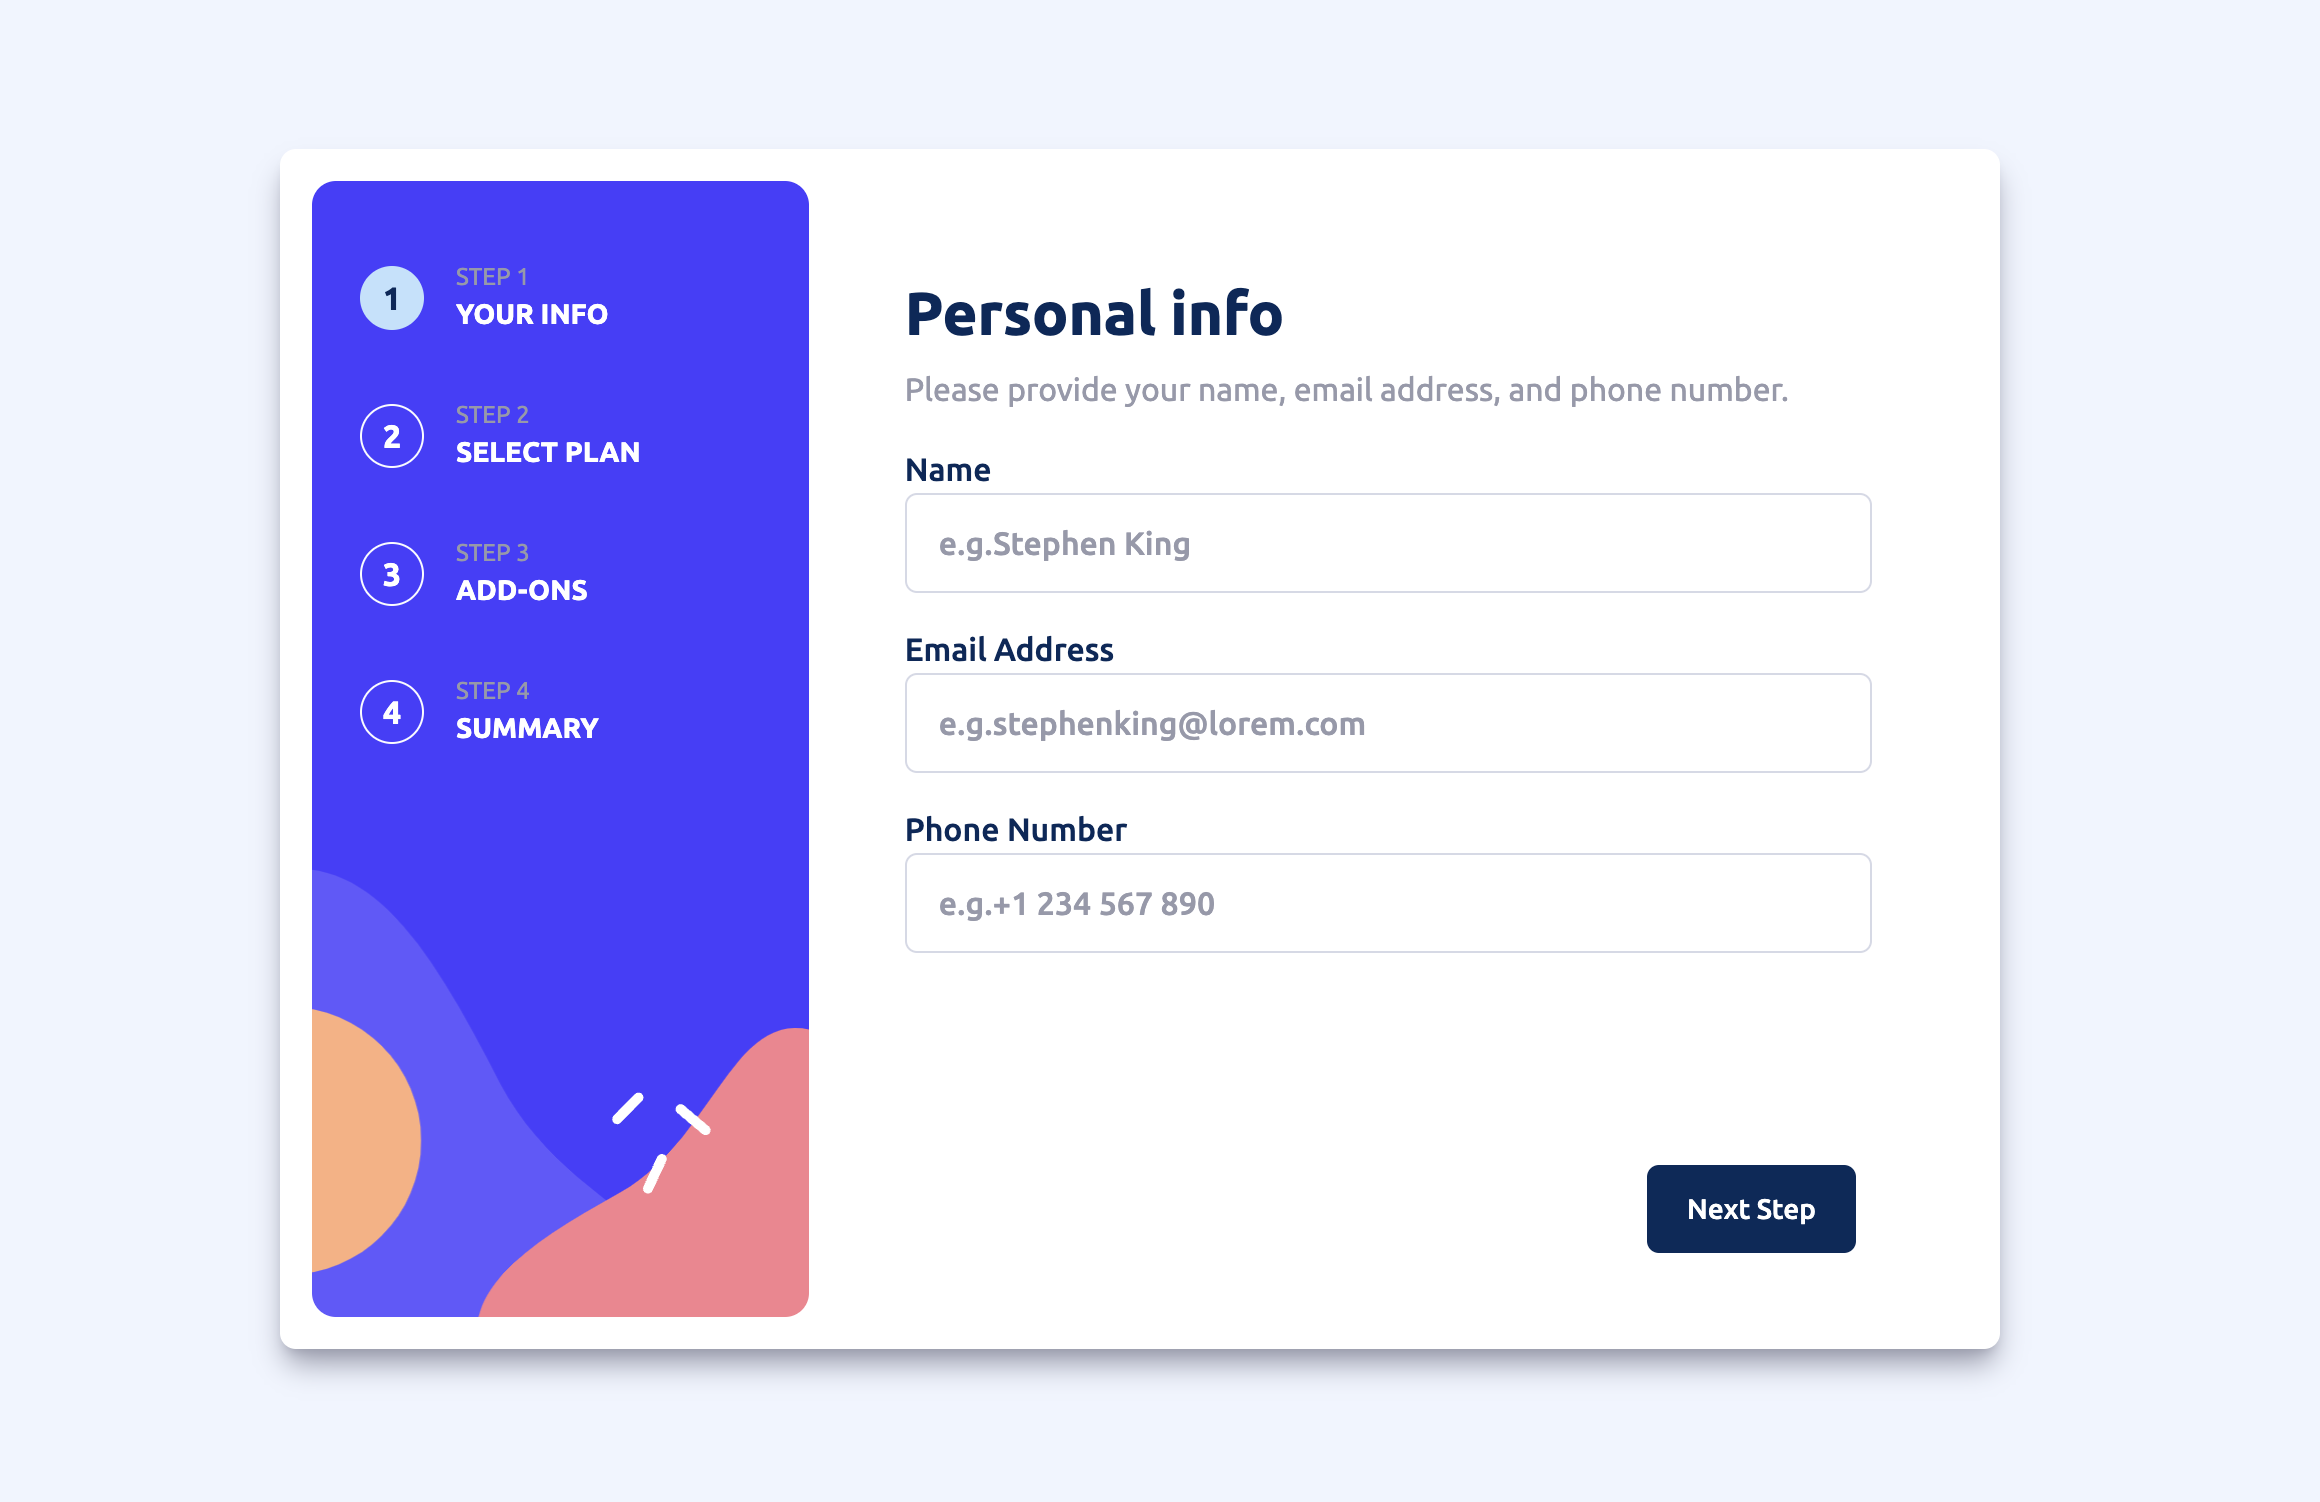 1
STEP 1
YOUR INFO
2
STEP 2
SELECT PLAN
3
STEP 3
ADD-ONS
4
STEP 4
SUMMARY
Personal info
Please provide your name, email address, and phone number.
Name
e.g.Stephen King
Email Address
e.g.stephenking@lorem.com
Phone Number
e.g.+1 234 567 890
Next Step